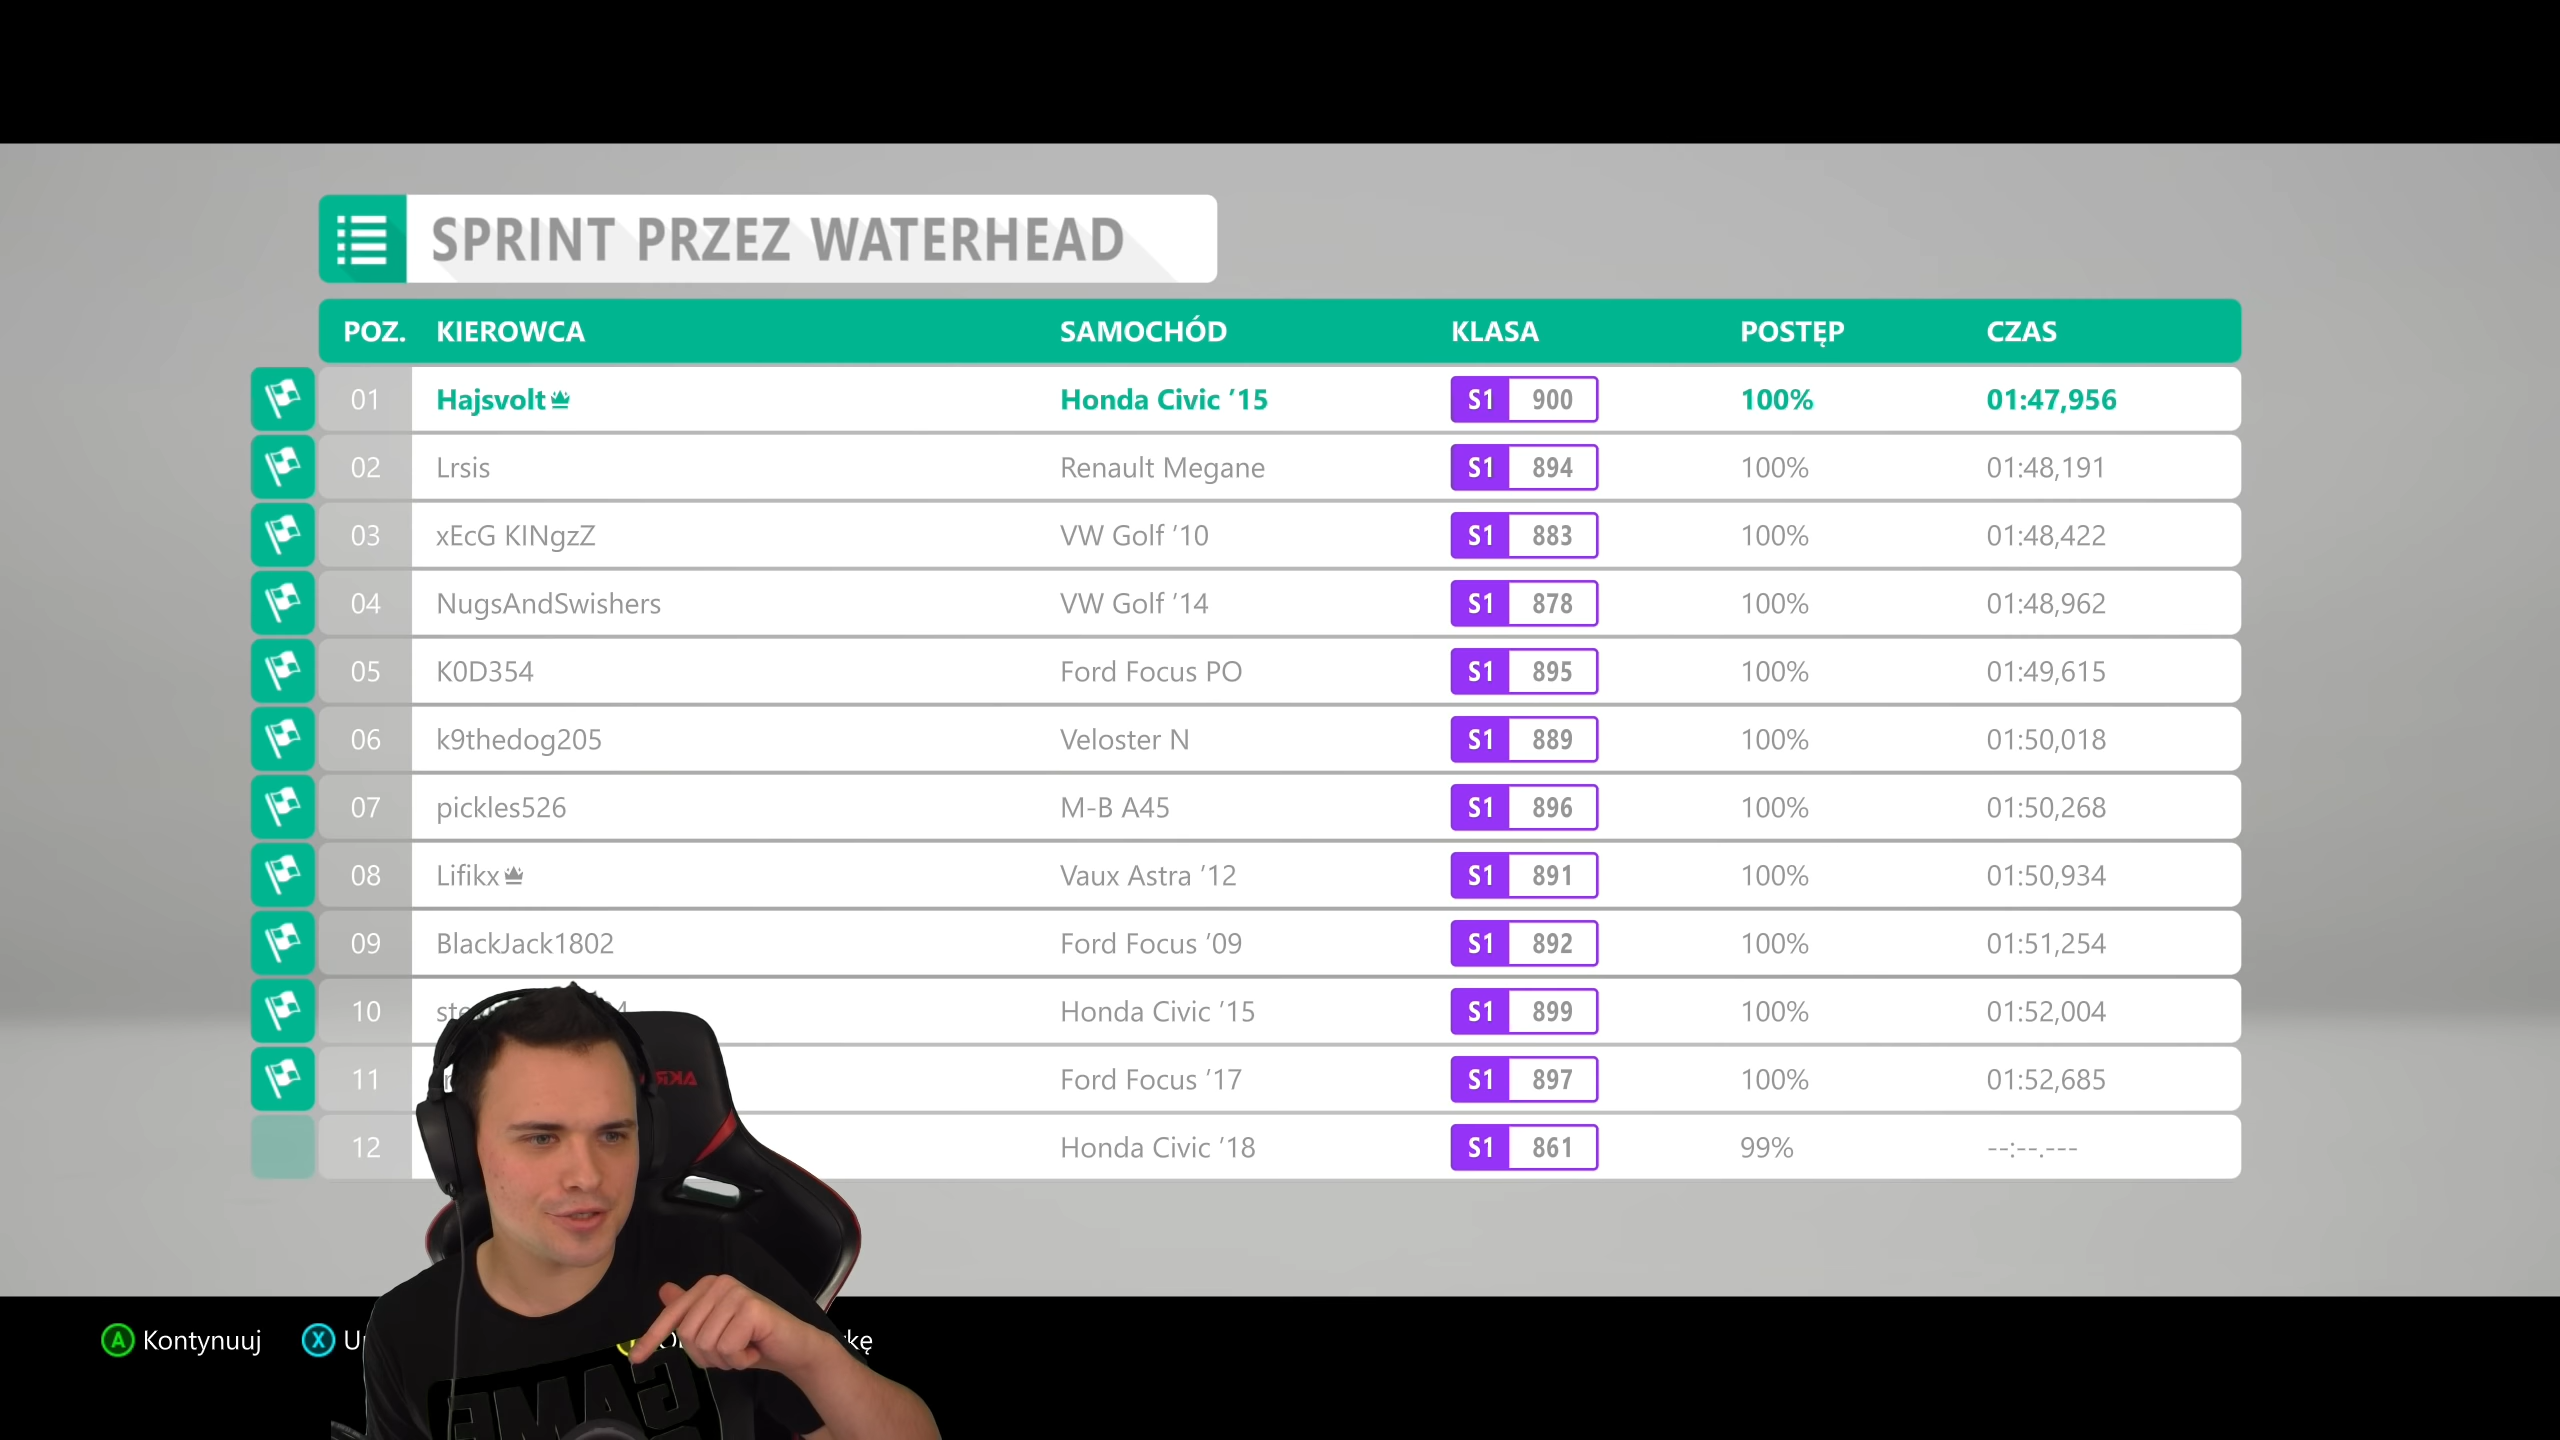 SPRINT PRZEZ WATERHEAD
POZ. KIEROWCA SAMOCHÓD KLASA POSTĘP CZAS
01 Hajsvolt Honda Civic ’15 S1 900 100% 01:47,956
02 Lrsis Renault Megane S1 894 100% 01:48,191
03 xEcG KINgzZ VW Golf ’10 S1 883 100% 01:48,422
04 NugsAndSwishers VW Golf ’14 S1 878 100% 01:48,962
05 K0D354 Ford Focus PO S1 895 100% 01:49,615
06 k9thedog205 Veloster N S1 889 100% 01:50,018
07 pickles526 M-B A45 S1 896 100% 01:50,268
08 Lifikx Vaux Astra ’12 S1 891 100% 01:50,934
09 BlackJack1802 Ford Focus ’09 S1 892 100% 01:51,254
10 Honda Civic ’15 S1 899 100% 01:52,004
11 Ford Focus ’17 S1 897 100% 01:52,685
12 Honda Civic ’18 S1 861 99% --:--.---
A Kontynuuj X
GAME